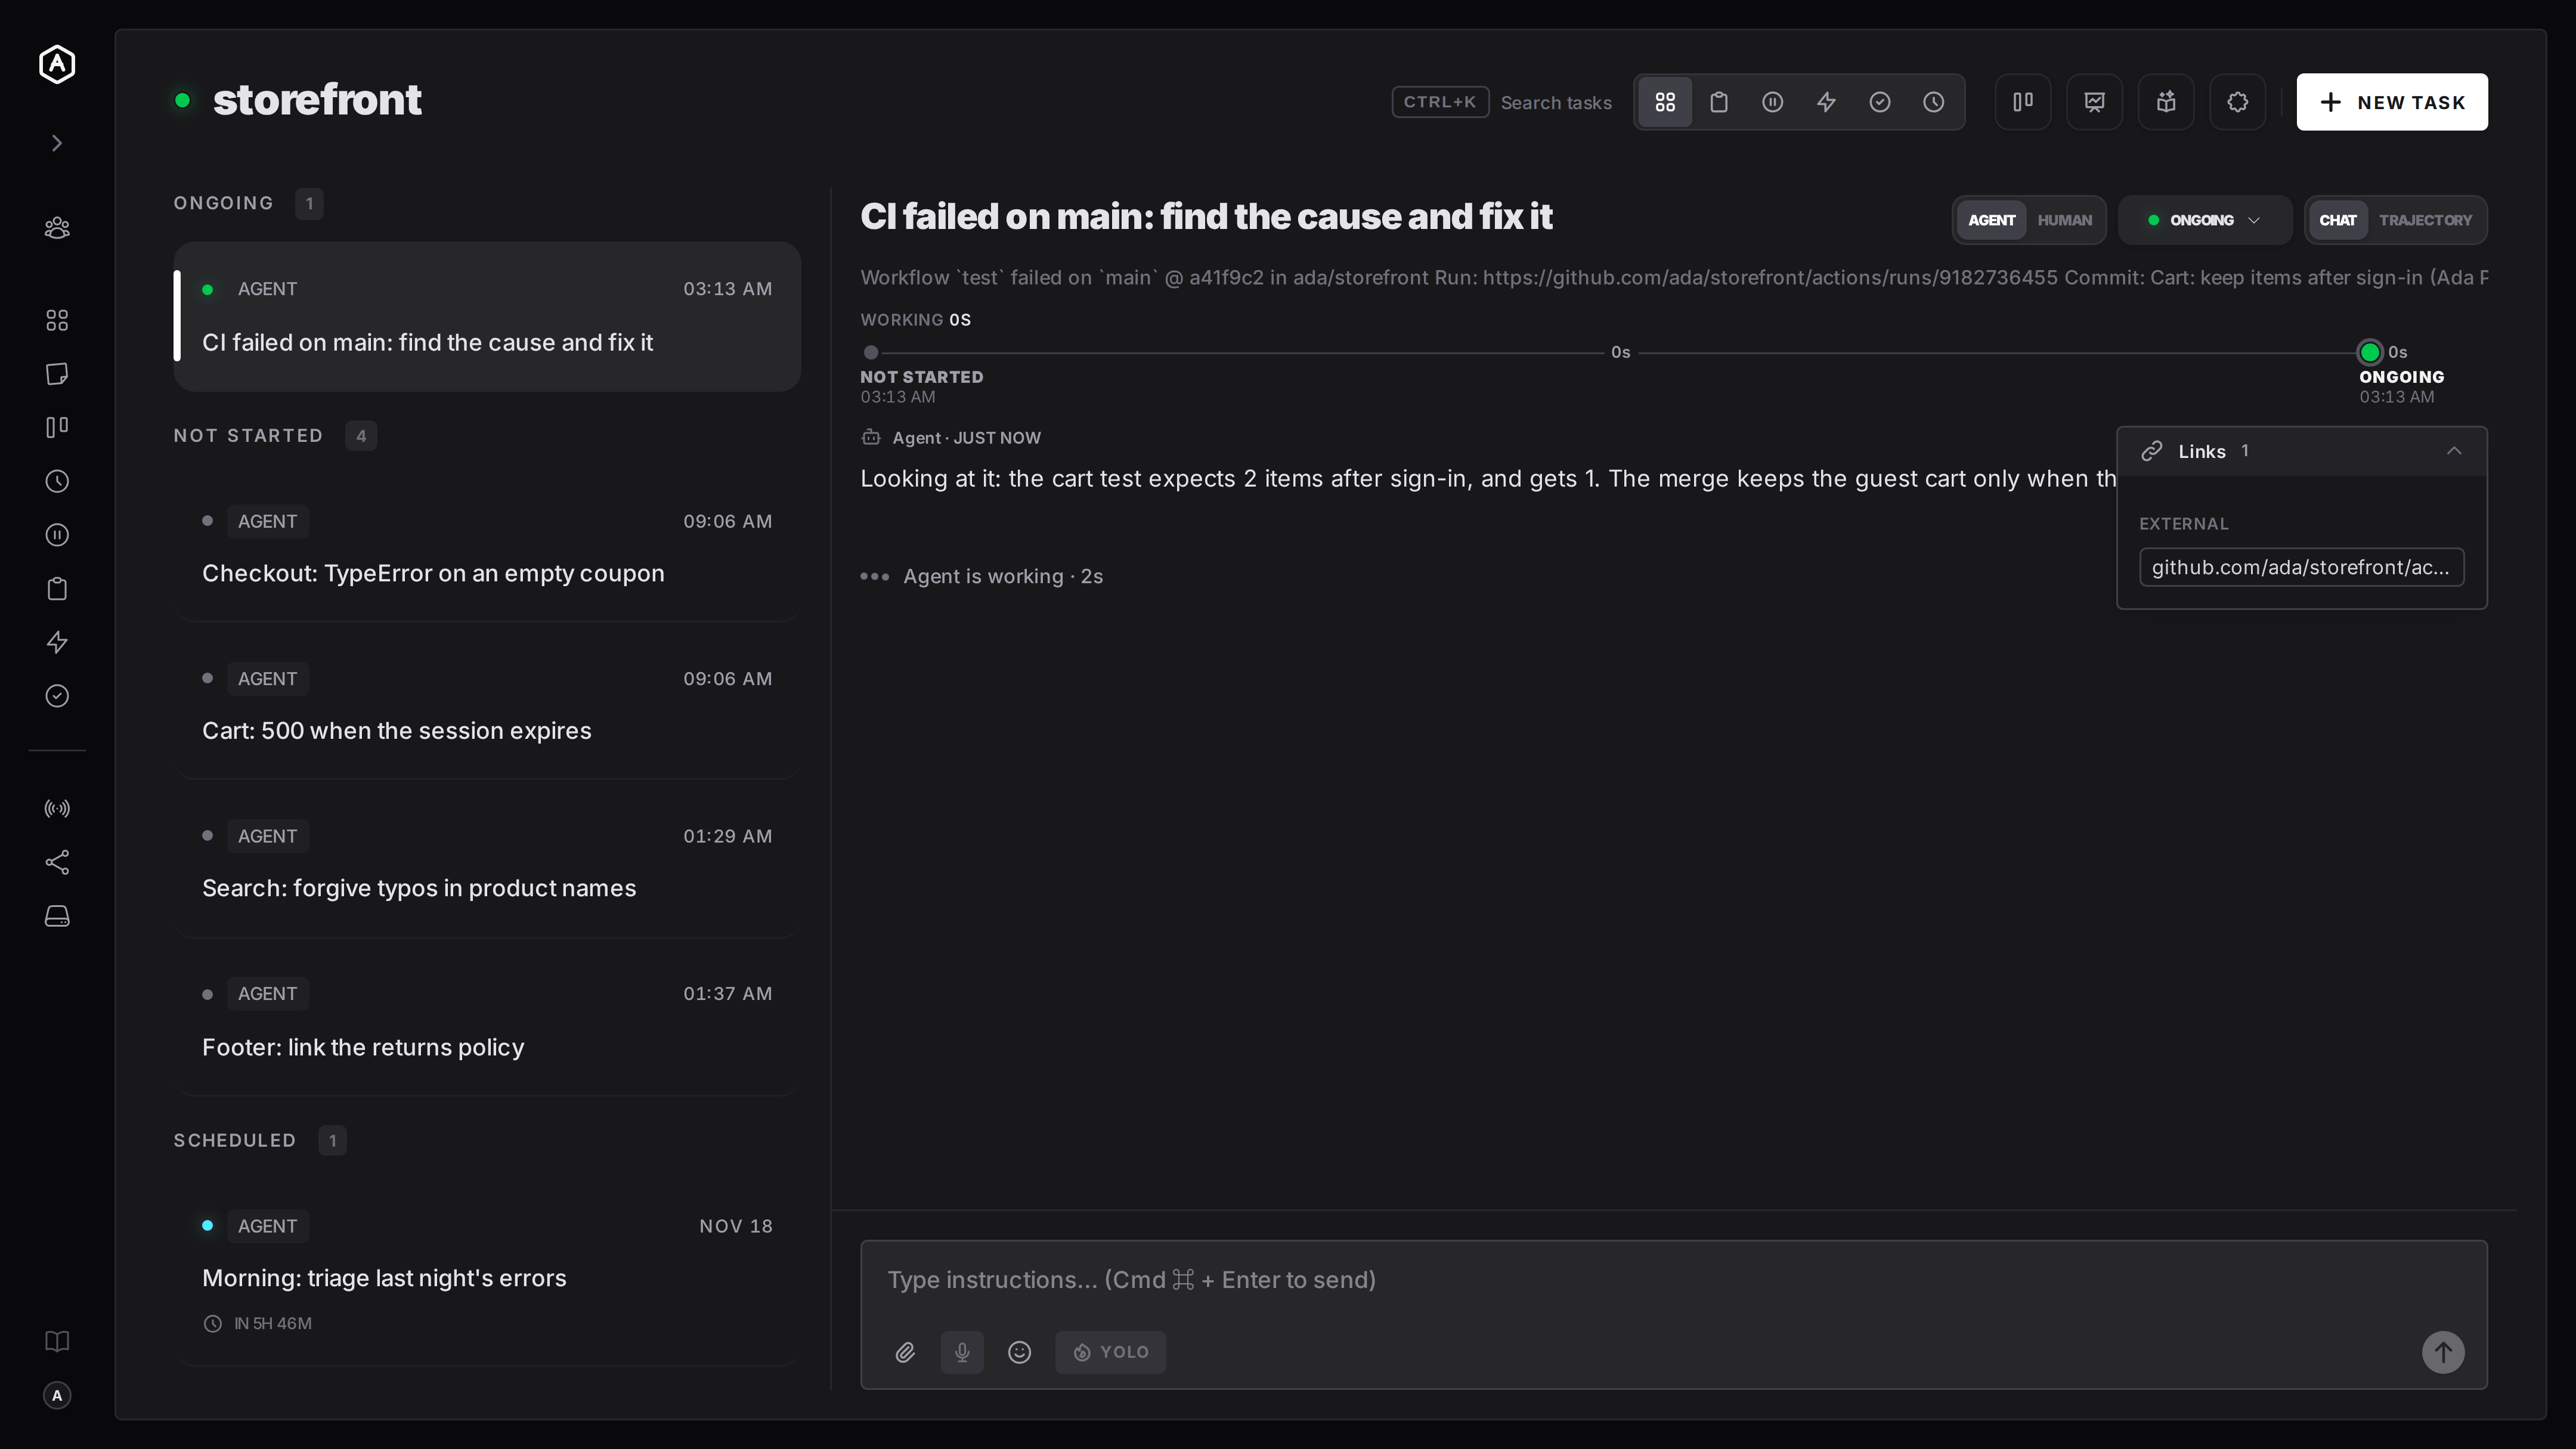 storefront
CTRL+K Search tasks
NEW TASK
ONGOING 1
AGENT 03:13 AM
CI failed on main: find the cause and fix it
NOT STARTED 4
AGENT 09:06 AM
Checkout: TypeError on an empty coupon
AGENT 09:06 AM
Cart: 500 when the session expires
AGENT 01:29 AM
Search: forgive typos in product names
AGENT 01:37 AM
Footer: link the returns policy
SCHEDULED 1
AGENT NOV 18
Morning: triage last night's errors
IN 5H 46M
A
CI failed on main: find the cause and fix it
AGENT HUMAN ONGOING CHAT TRAJECTORY
Workflow `test` failed on `main` @ a41f9c2 in ada/storefront Run: https://github.com/ada/storefront/actions/runs/9182736455 Commit: Cart: keep items after sign-in (Ada P
WORKING 0S
0s 0s
NOT STARTED ONGOING
03:13 AM 03:13 AM
Agent · JUST NOW
Looking at it: the cart test expects 2 items after sign-in, and gets 1. The merge keeps the guest cart only when th
Links 1
EXTERNAL
github.com/ada/storefront/ac...
Agent is working · 2s
Type instructions... (Cmd ⌘ + Enter to send)
YOLO